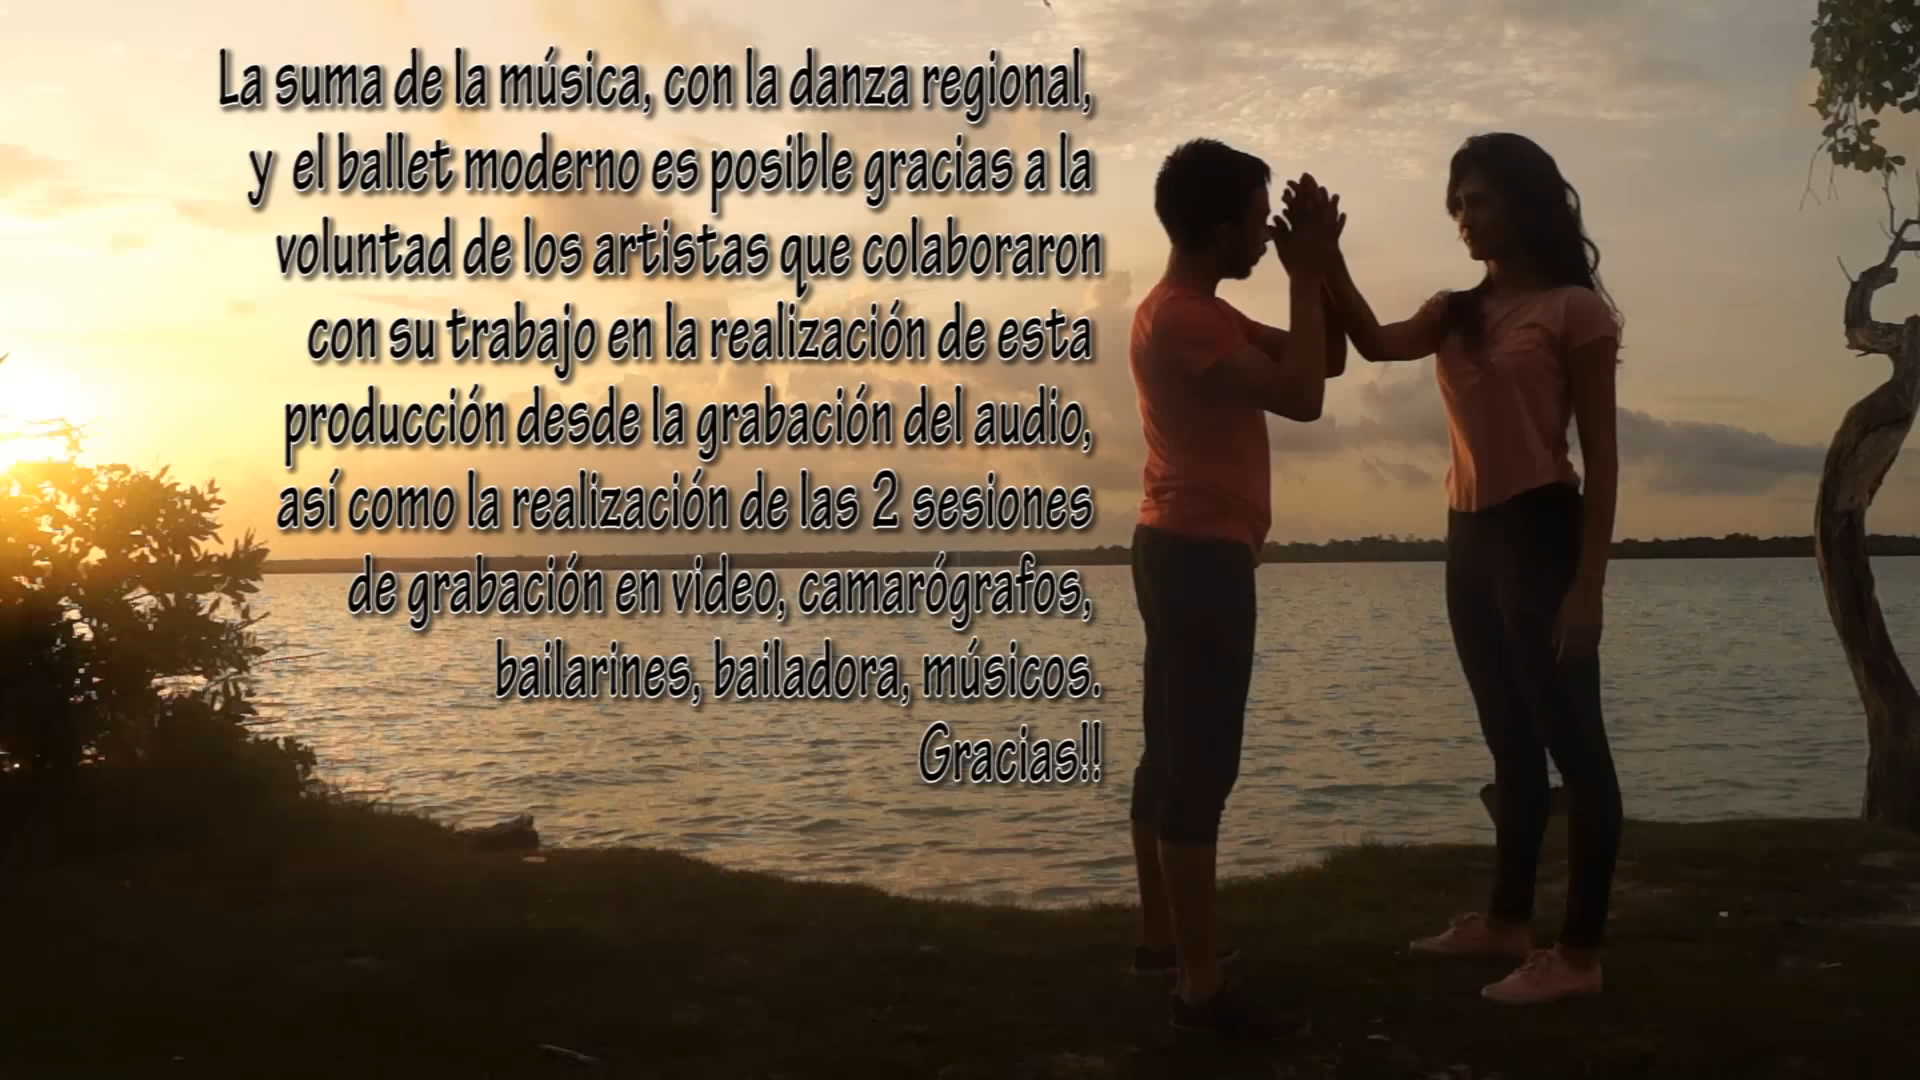 La suma de la música, con la danza regional,
y el ballet moderno es posible gracias a la
voluntad de los artistas que colaboraron
con su trabajo en la realización de esta
producción desde la grabación del audio,
así como la realización de las 2 sesiones
de grabación en video, camarógrafos,
bailarines, bailadora, músicos.
Gracias!!